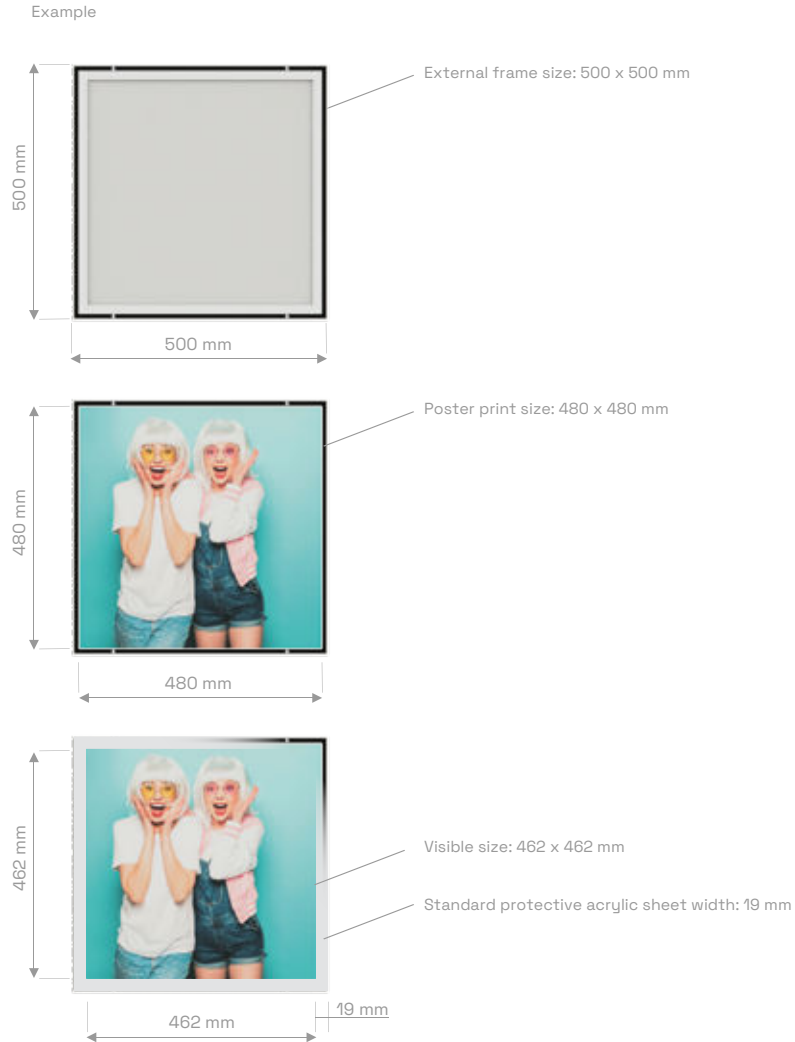 Example
External frame size: 500 x 500 mm
500 mm
500 mm
Poster print size: 480 x 480 mm
480 mm
480 mm
462 mm
Visible size: 462 x 462 mm
Standard protective acrylic sheet width: 19 mm
19 mm
462 mm